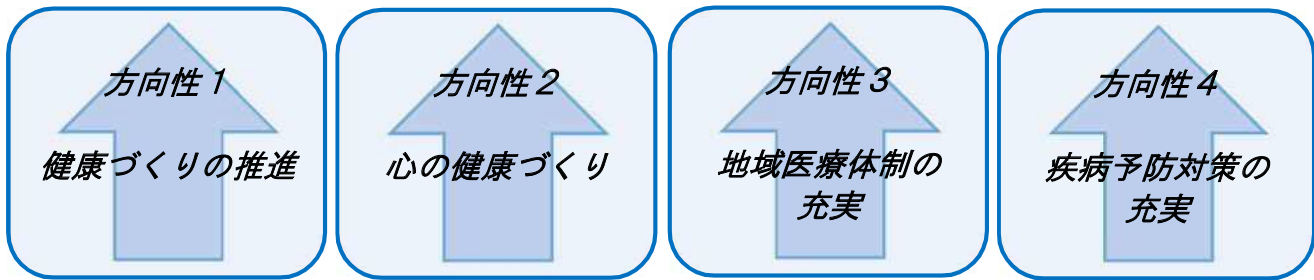 方向性１
健康づくりの推進
方向性２
心の健康づくり
方向性３
地域医療体制の
充実
方向性４
疾病予防対策の
充実